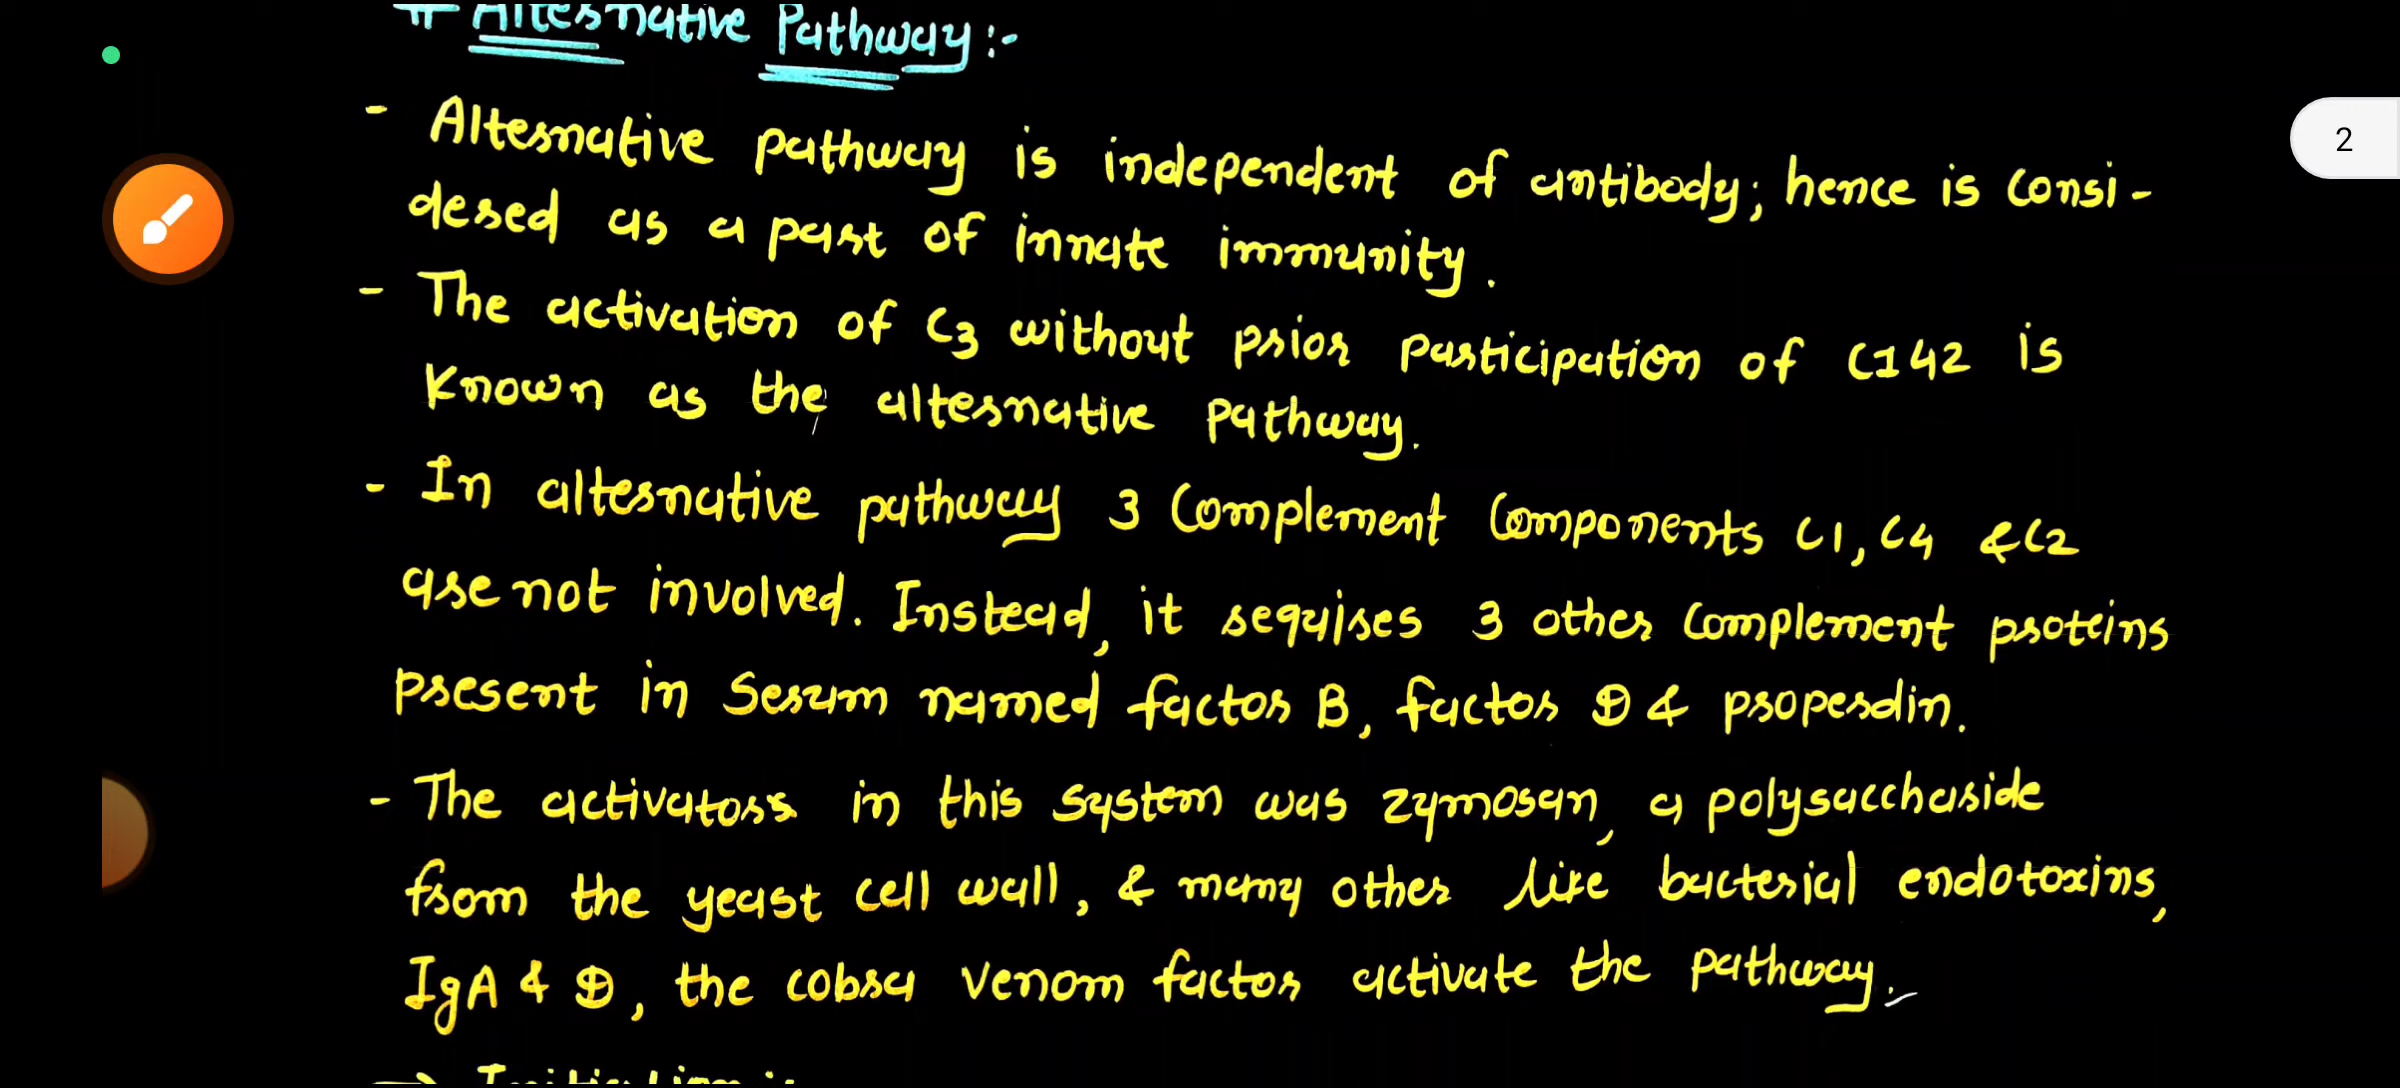 # Alternative Pathway :-
2
- Alternative pathway is independent of antibody; hence is consi-
dered as a part of innate immunity.
- The activation of C3 without prior participation of C142 is
known as the alternative pathway.
- In alternative pathway 3 complement components C1, C4 & C2
are not involved. Instead, it requires 3 other complement proteins
present in serum named factor B, factor D & properdin.
- The activators in this system was zymosan, a polysaccharide
from the yeast cell wall, & many other like bacterial endotoxins,
IgA & D, the cobra venom factor activate the pathway.
→ Initiation :-